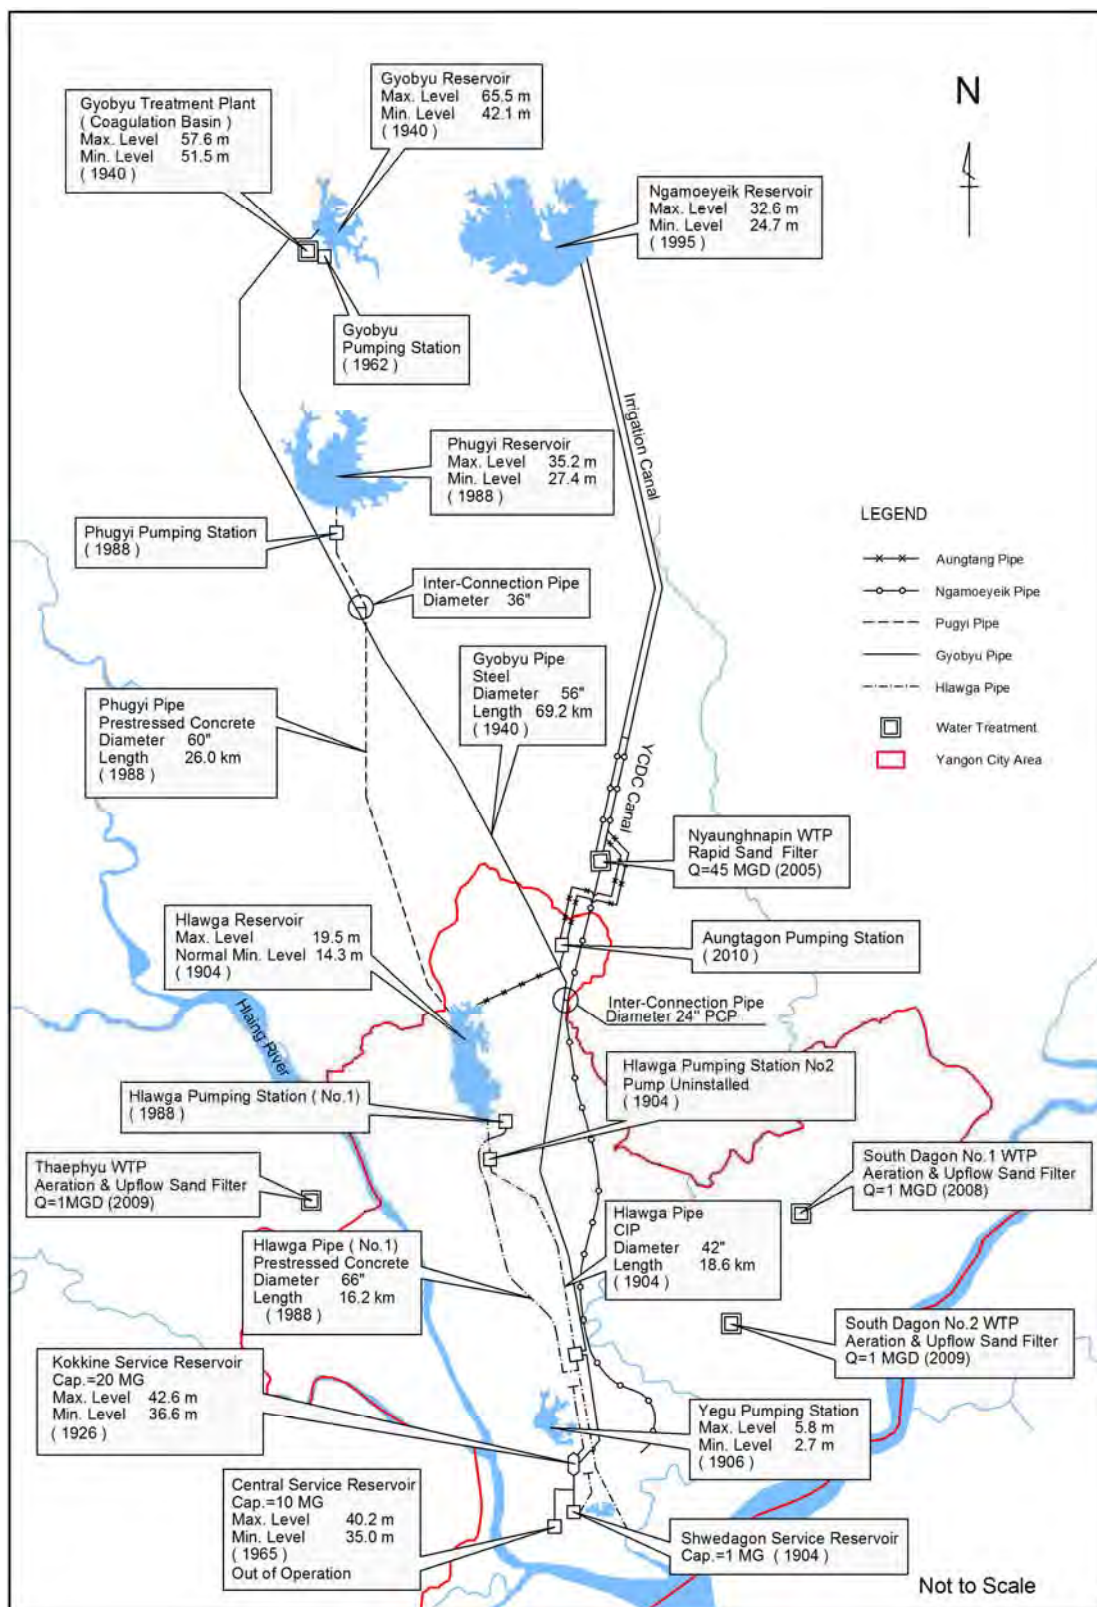 Gyobyu Reservoir
Max. Level 65.5 m
Min. Level 42.1 m
( 1940)
Gyobyu Treatment Plant
( Coagulation Basin )
Max. Level 57.6 m
Min. Level 51.5 m
( 1940)
N
Ngamoeyeik Reservoir
Max. Level 32.6 m
Min. Level 24.7 m
( 1995)
Gyobyu
Pumping Station
( 1962)
Irrigation Canal
Phugyi Reservoir
Max. Level 35.2 m
Min. Level 27.4 m
( 1988)
Phugyi Pumping Station
( 1988)
Inter-Connection Pipe
Diameter 36"
LEGEND
Aungtang Pipe
Ngamoeyeik Pipe
Pugyi Pipe
Gyobyu Pipe
Hlawga Pipe
Water Treatment
Yangon City Area
Gyobyu Pipe
Steel
Diameter 56"
Length 69.2 km
( 1940)
Phugyi Pipe
Prestressed Concrete
Diameter 60"
Length 26.0 km
( 1988 )
YCDC Canal
Nyaunghnapin WTP
Rapid Sand Filter
Q=45 MGD (2005)
Hlawga Reservoir
Max. Level 19.5 m
Normal Min. Level 14.3 m
( 1904)
Aungtagon Pumping Station
( 2010)
Inter-Connection Pipe
Diameter 24" PCP
Hlaing River
Hlawga Pumping Station No2
Pump Uninstalled
( 1904 )
Hlawga Pumping Station ( No.1)
( 1988)
Thaephyu WTP
Aeration & Upflow Sand Filter
Q=1MGD (2009)
South Dagon No.1 WTP
Aeration & Upflow Sand Filter
Q=1 MGD (2008)
Hlawga Pipe
CIP
Diameter 42"
Length 18.6 km
( 1904)
Hlawga Pipe ( No.1)
Prestressed Concrete
Diameter 66"
Length 16.2 km
( 1988)
South Dagon No.2 WTP
Aeration & Upflow Sand Filter
Q=1 MGD (2009)
Kokkine Service Reservoir
Cap.=20 MG
Max. Level 42.6 m
Min. Level 36.6 m
( 1926)
Yegu Pumping Station
Max. Level 5.8 m
Min. Level 2.7 m
( 1906)
Central Service Reservoir
Cap.=10 MG
Max. Level 40.2 m
Min. Level 35.0 m
( 1965)
Out of Operation
Shwedagon Service Reservoir
Cap.=1 MG ( 1904)
Not to Scale